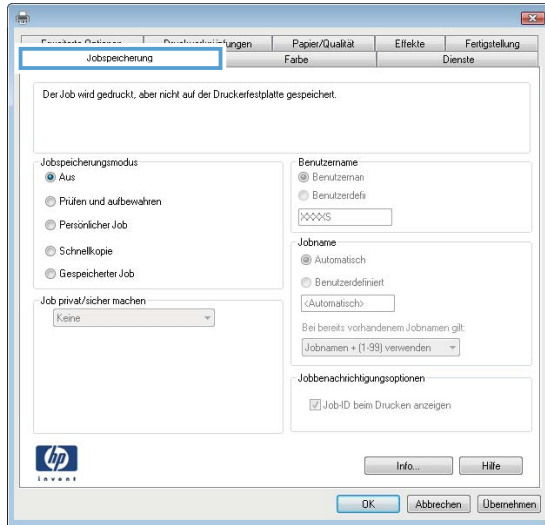 Papier/Qualität Effekte Fertigstellung
Jobspeicherung Farbe Dienste
Der Job wird gedruckt, aber nicht auf der Druckerfestplatte gespeichert.
Jobspeicherungsmodus
Aus
Prüfen und aufbewahren
Persönlicher Job
Schnellkopie
Gespeicherter Job
Job privat/sicher machen
Keine
Benutzername
Benutzernan
Benutzerdefi
XXXXS
Jobname
Automatisch
Benutzerdefiniert
<Automatisch>
Bei bereits vorhandenem Jobnamen gilt:
Jobnamen + (1-99) verwenden
Jobbenachrichtigungsoptionen
Job-ID beim Drucken anzeigen
hp
invent
Info... Hilfe
OK Abbrechen Übernehmen